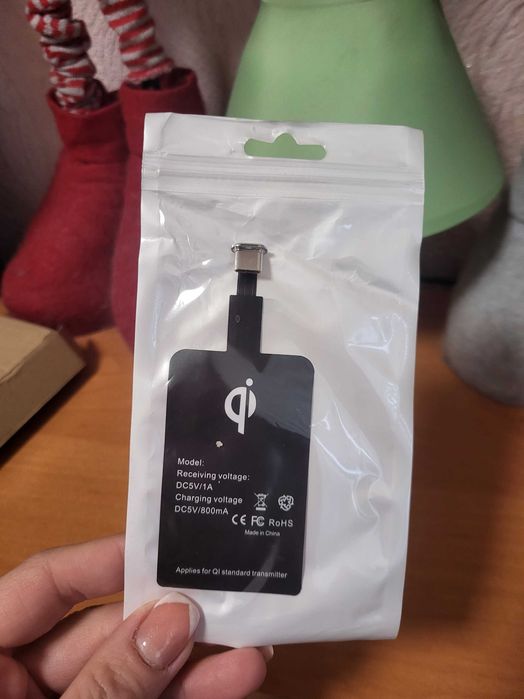 qi
Model:
Receiving voltage:
DC5V/1A
Charging voltage
DC5V/800mA
CE FC RoHS
Made in China
Applies for QI standard transmitter